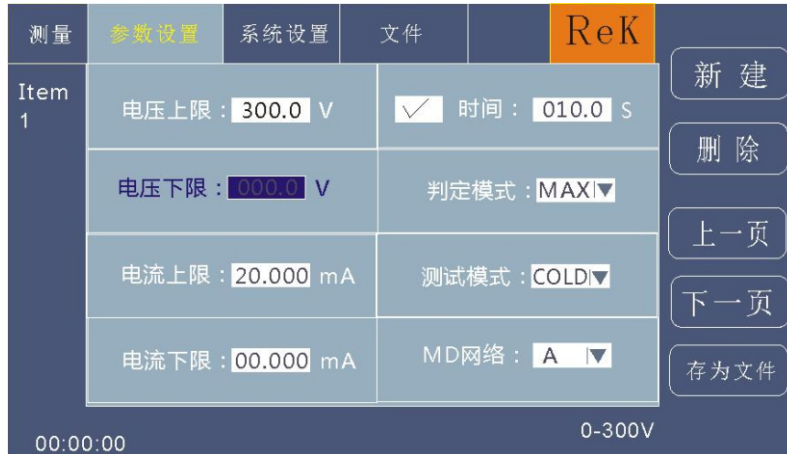 测量 参数设置 系统设置 文件 ReK
Item
1
电压上限：300.0 V
时间：010.0 S
电压下限：000.0 V
判定模式：MAX
电流上限：20.000 mA
测试模式：COLD
电流下限：00.000 mA
MD网络：A
新建
删除
上一页
下一页
存为文件
00:00:00
0-300V